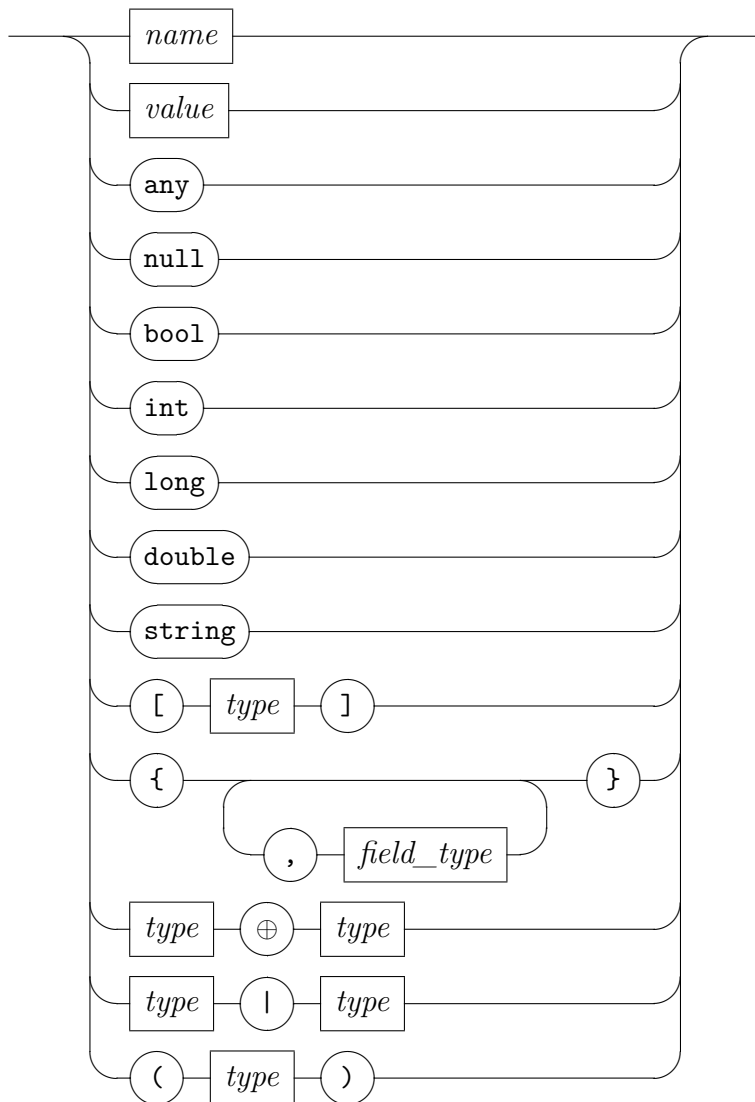 name
value
any
null
bool
int
long
double
string
[ type ]
{ }
, field_type
type ⊕ type
type | type
( type )